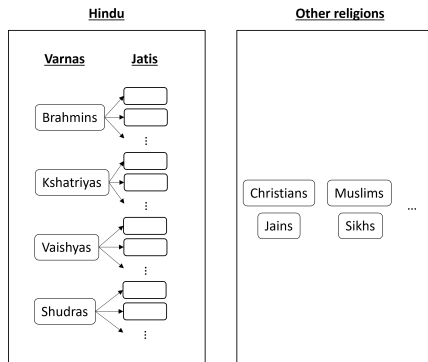 Hindu
Other religions
Varnas Jatis
Brahmins
⋮
Kshatriyas
⋮
Vaishyas
⋮
Shudras
⋮
Christians Muslims
...
Jains Sikhs